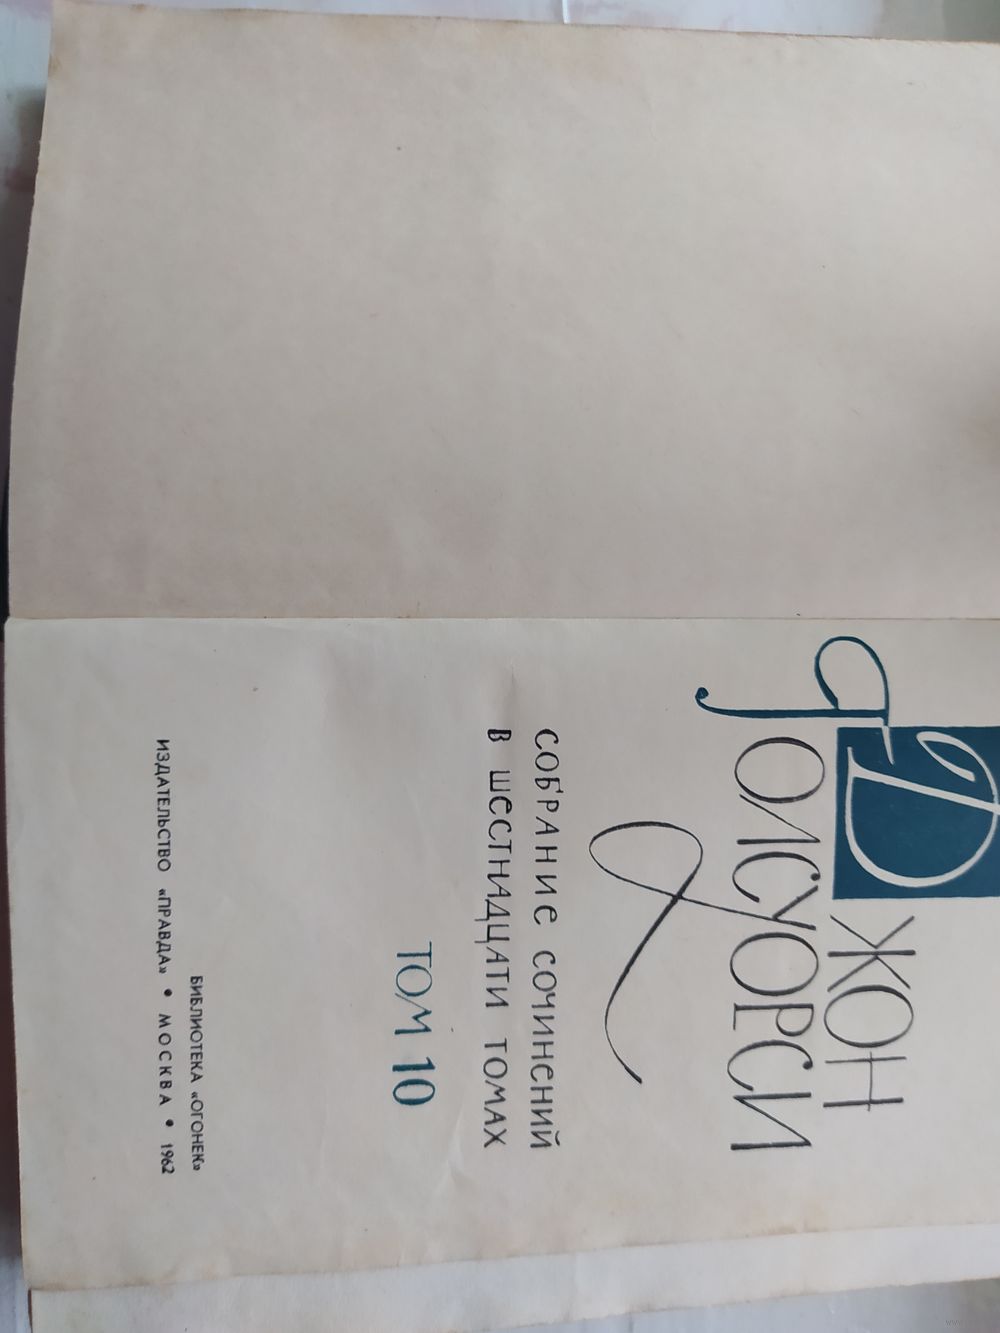 ДЖОН
ГОЛСУОРСИ
СОБРАНИЕ СОЧИНЕНИЙ
В ШЕСТНАДЦАТИ ТОМАХ
ТОМ 10
БИБЛИОТЕКА «ОГОНЕК»
ИЗДАТЕЛЬСТВО «ПРАВДА» • МОСКВА • 1962